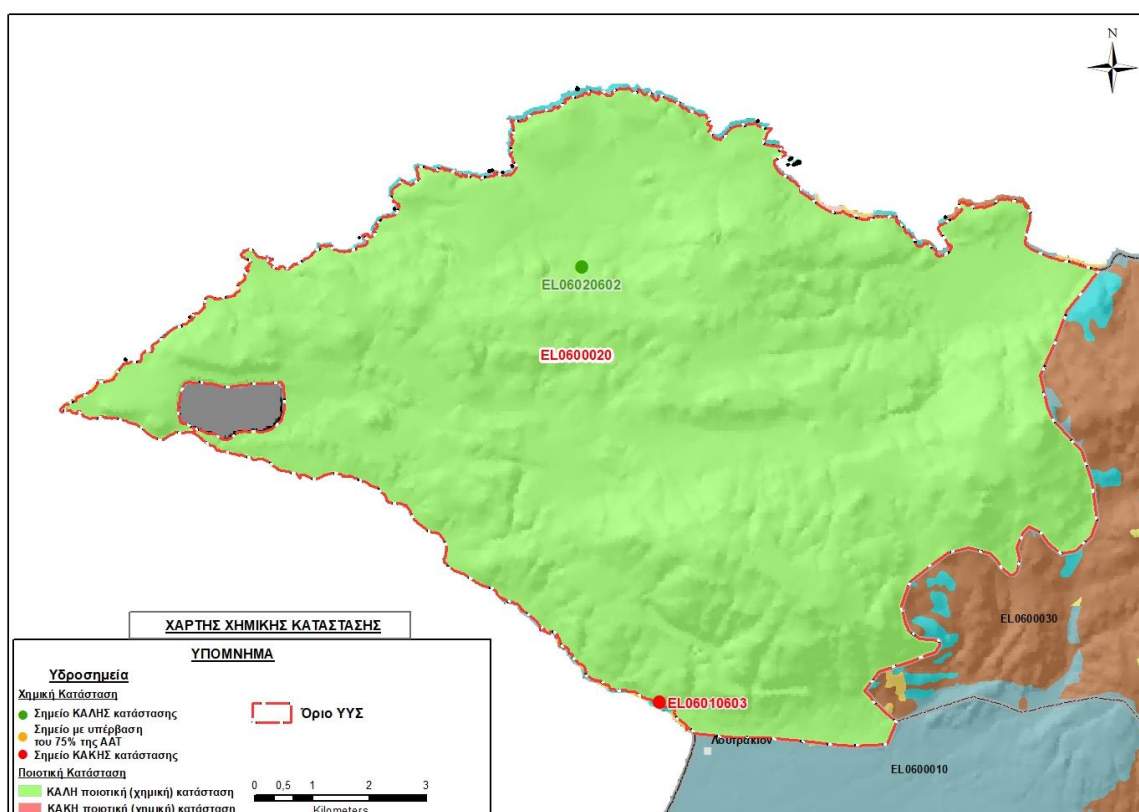 N
EL06020602
EL0600020
EL0600030
EL06010603
Λουτράκιον
EL0600010
ΧΑΡΤΗΣ ΧΗΜΙΚΗΣ ΚΑΤΑΣΤΑΣΗΣ
ΥΠΟΜΝΗΜΑ
Υδροσημεία
Χημική Κατάσταση
Σημείο ΚΑΛΗΣ κατάστασης
Σημείο με υπέρβαση
του 75% της ΑΑΤ
Σημείο ΚΑΚΗΣ κατάστασης
Όριο ΥΥΣ
Ποιοτική Κατάσταση
ΚΑΛΗ ποιοτική (χημική) κατάσταση
ΚΑΚΗ ποιοτική (χημική) κατάσταση
0 0,5 1 2 3
Kilometers